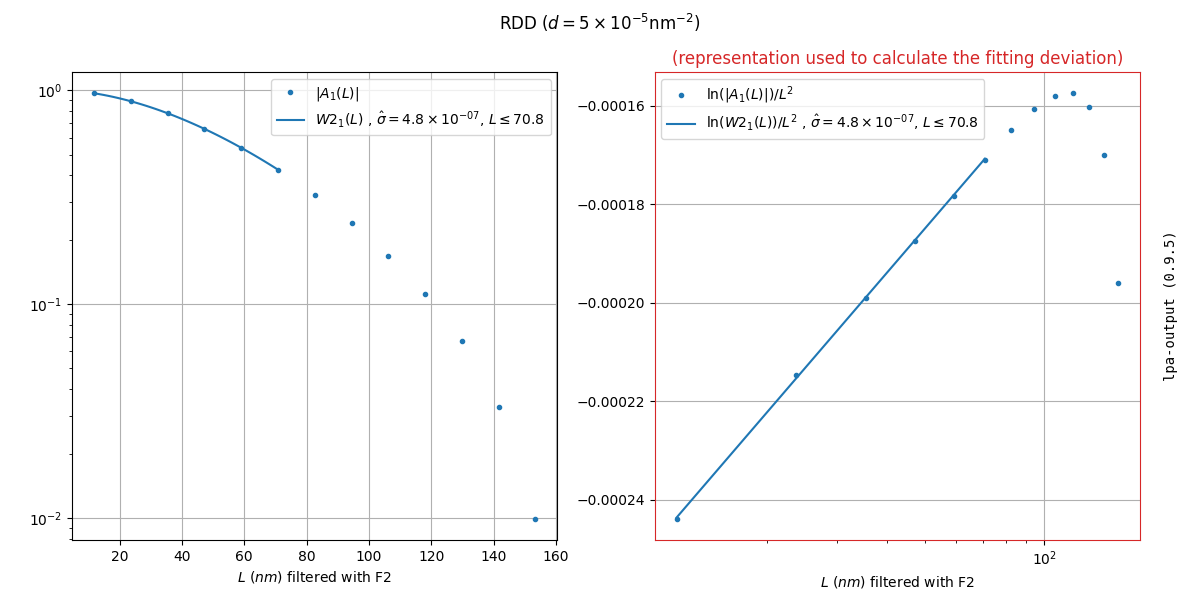 RDD (d = 5 × 10⁻⁵nm⁻²)
10⁰
10⁻¹
10⁻²
|A₁(L)|
W2₁(L) , σ̂ = 4.8 × 10⁻⁰⁷, L ≤ 70.8
20 40 60 80 100 120 140 160
L (nm) filtered with F2
(representation used to calculate the fitting deviation)
ln(|A₁(L)|)/L²
ln(W2₁(L))/L² , σ̂ = 4.8 × 10⁻⁰⁷, L ≤ 70.8
−0.00016
−0.00018
−0.00020
−0.00022
−0.00024
10²
L (nm) filtered with F2
lpa-output (0.9.5)